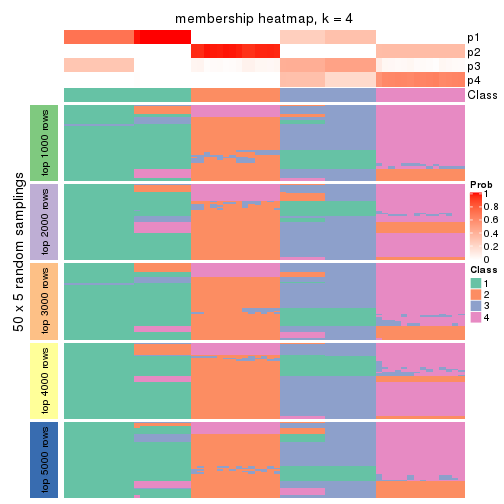 membership heatmap, k = 4
p1
p2
p3
p4
Class
50 x 5 random samplings
top 1000 rows
top 2000 rows
top 3000 rows
top 4000 rows
top 5000 rows
Prob
1
0.8
0.6
0.4
0.2
0
Class
1
2
3
4